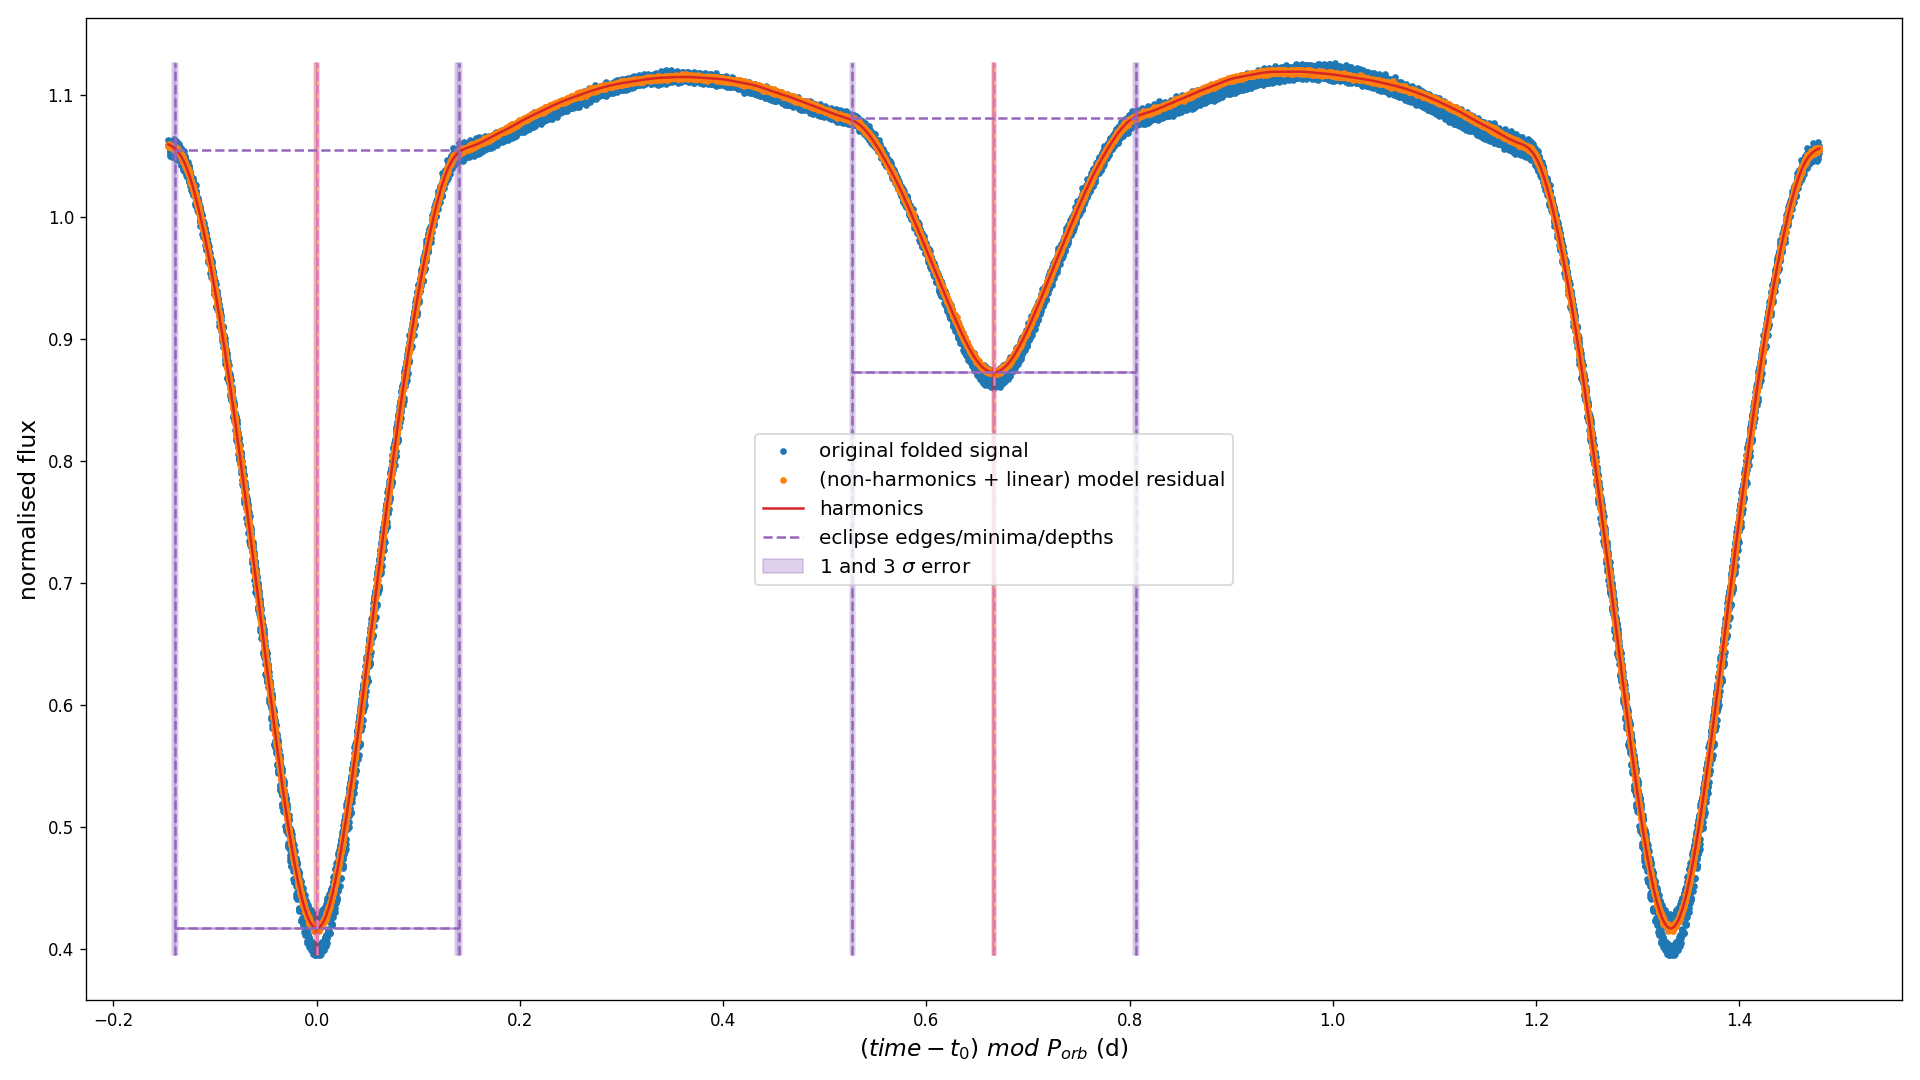 normalised flux
1.1
1.0
0.9
0.8
0.7
0.6
0.5
0.4
original folded signal
(non-harmonics + linear) model residual
harmonics
eclipse edges/minima/depths
1 and 3 σ error
−0.2 0.0 0.2 0.4 0.6 0.8 1.0 1.2 1.4
(time − t₀) mod Pₒᵣb (d)